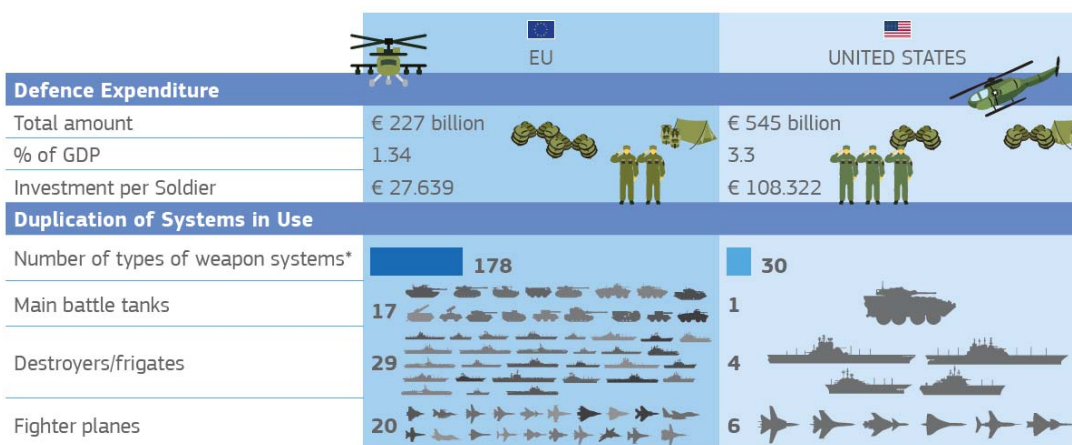 EU
UNITED STATES
Defence Expenditure
Total amount € 227 billion € 545 billion
% of GDP 1.34 3.3
Investment per Soldier € 27.639 € 108.322
Duplication of Systems in Use
Number of types of weapon systems* 178 30
Main battle tanks 17 1
Destroyers/frigates 29 4
Fighter planes 20 6